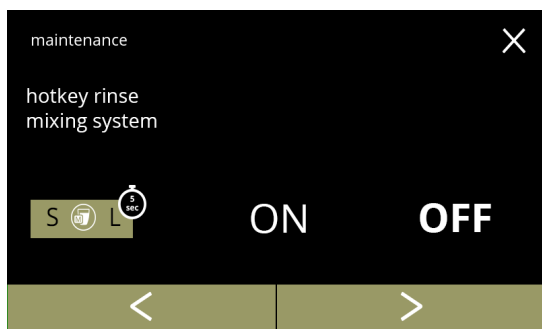 maintenance
hotkey rinse
mixing system
S M L
5
sec
ON
OFF